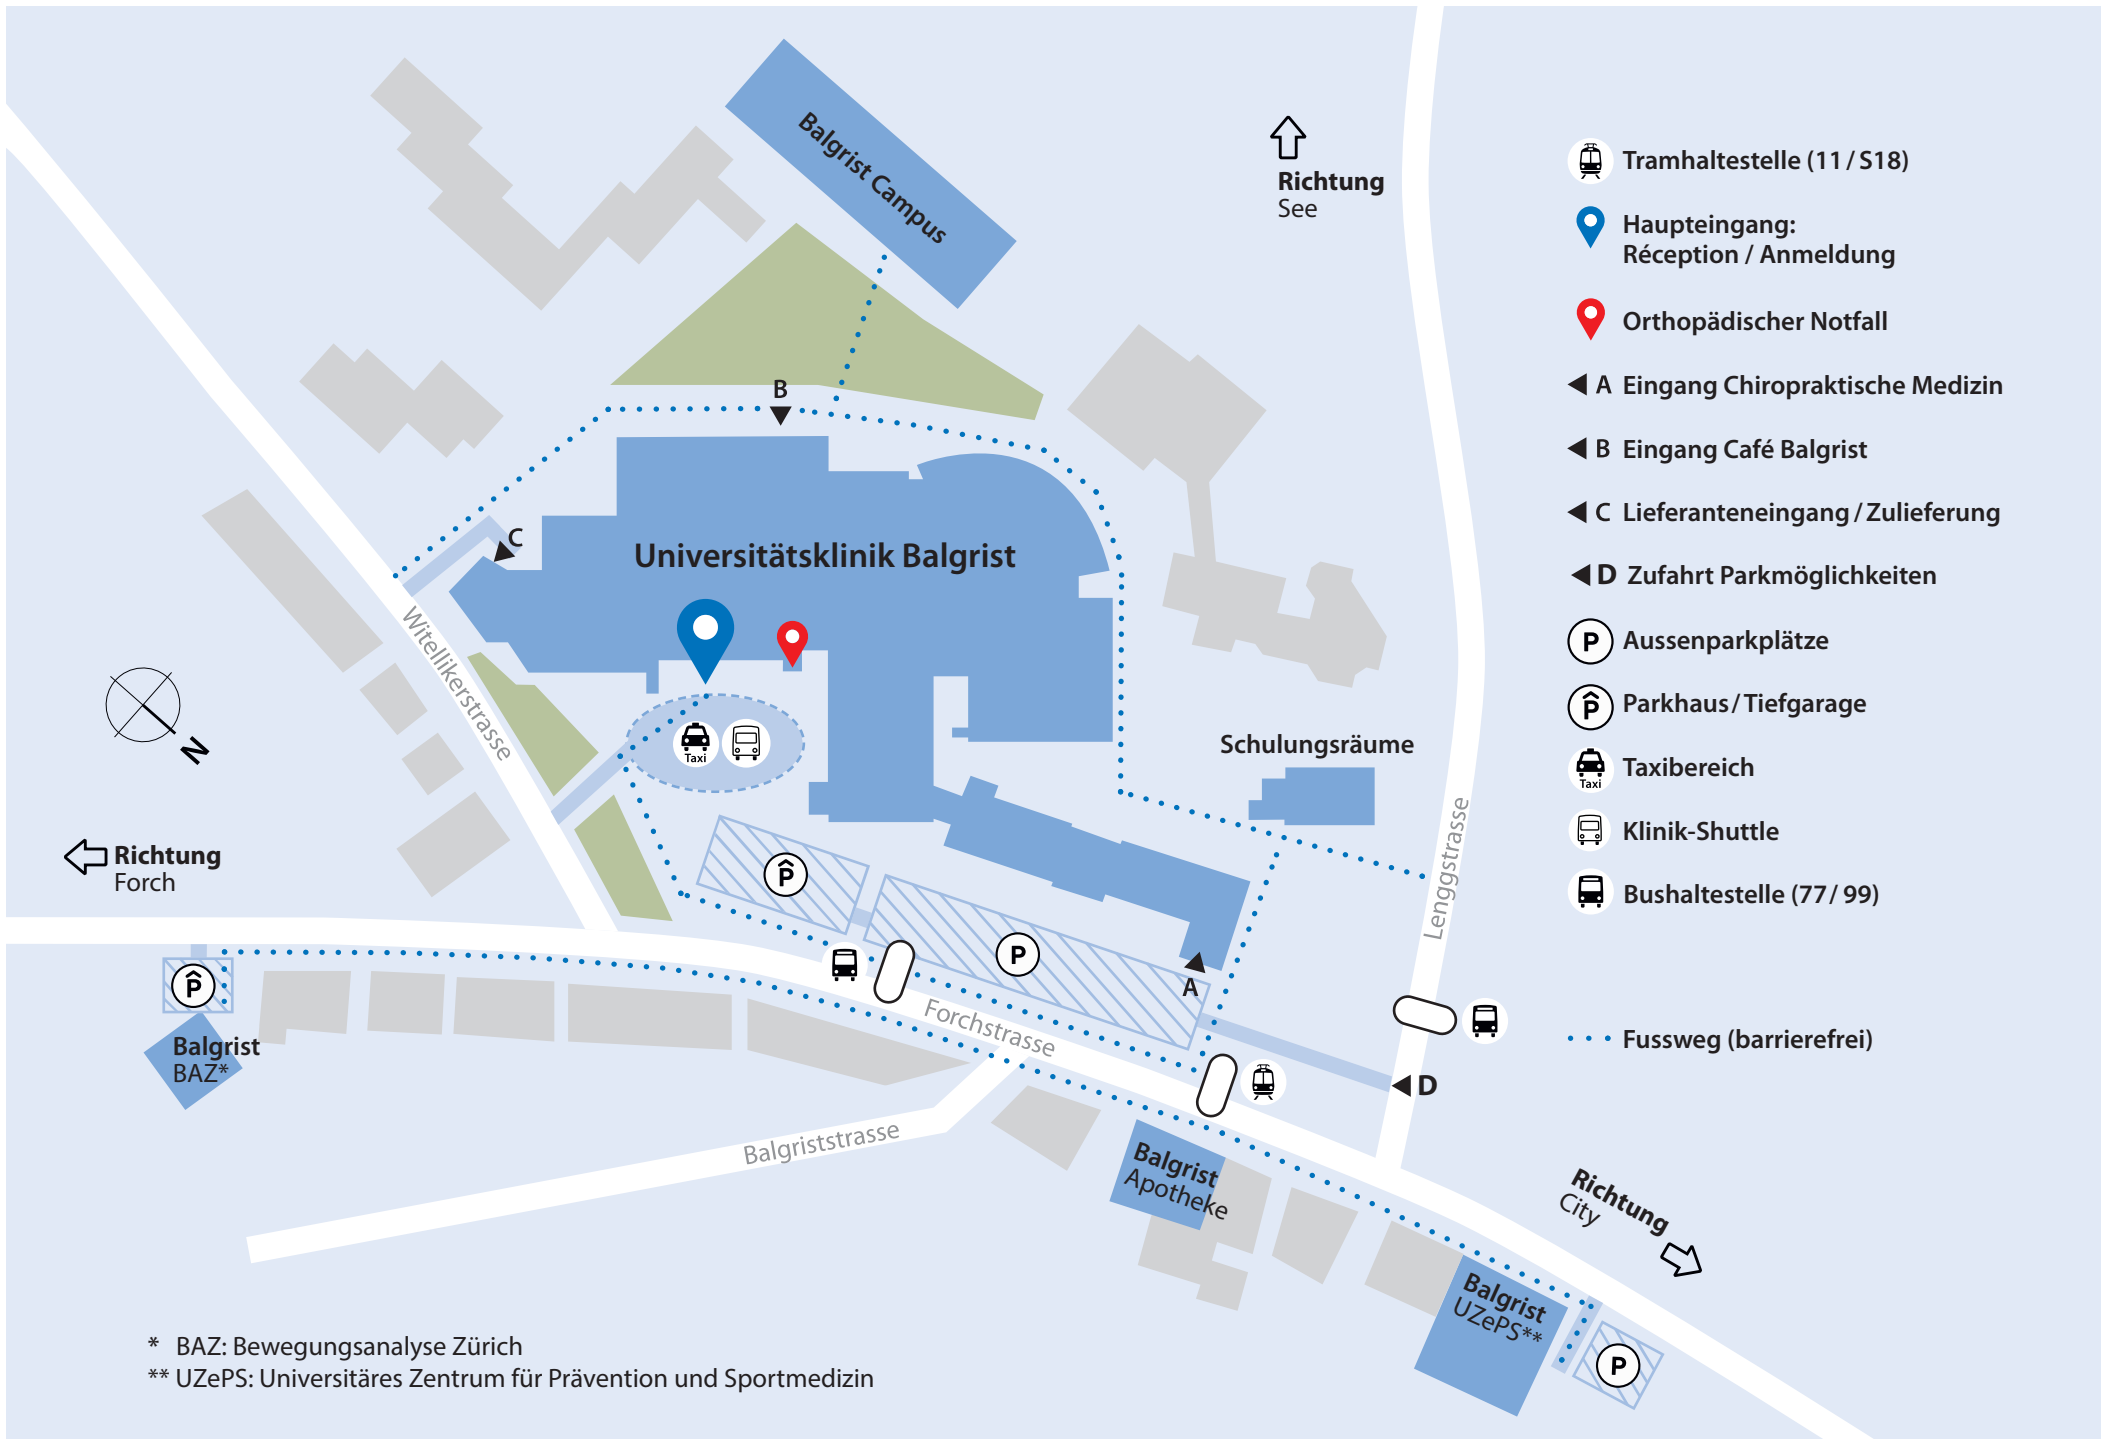 Balgrist Campus
Richtung
See
B
C
Universitätsklinik Balgrist
Witellikerstrasse
N
Taxi
Schulungsräume
Richtung
Forch
P
P
P
A
Lenggstrasse
Forchstrasse
D
Balgrist
BAZ*
Balgriststrasse
Balgrist
Apotheke
Richtung
City
Balgrist
UZePS**
P
Tramhaltestelle (11 / S18)
Haupteingang:
Réception / Anmeldung
Orthopädischer Notfall
A Eingang Chiropraktische Medizin
B Eingang Café Balgrist
C Lieferanteneingang / Zulieferung
D Zufahrt Parkmöglichkeiten
P Aussenparkplätze
P Parkhaus / Tiefgarage
Taxi Taxibereich
Klinik-Shuttle
Bushaltestelle (77 / 99)
Fussweg (barrierefrei)
* BAZ: Bewegungsanalyse Zürich
** UZePS: Universitäres Zentrum für Prävention und Sportmedizin